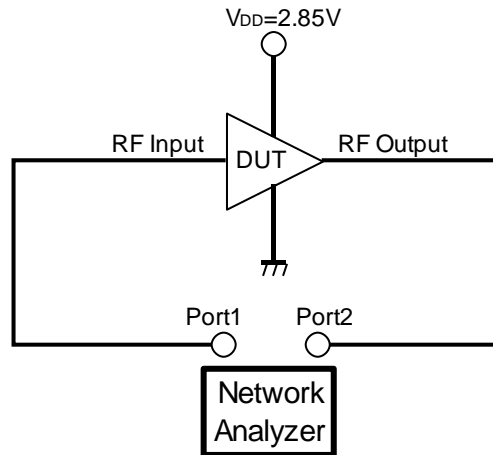 VDD=2.85V
RF Input
DUT
RF Output
Port1
Port2
Network
Analyzer